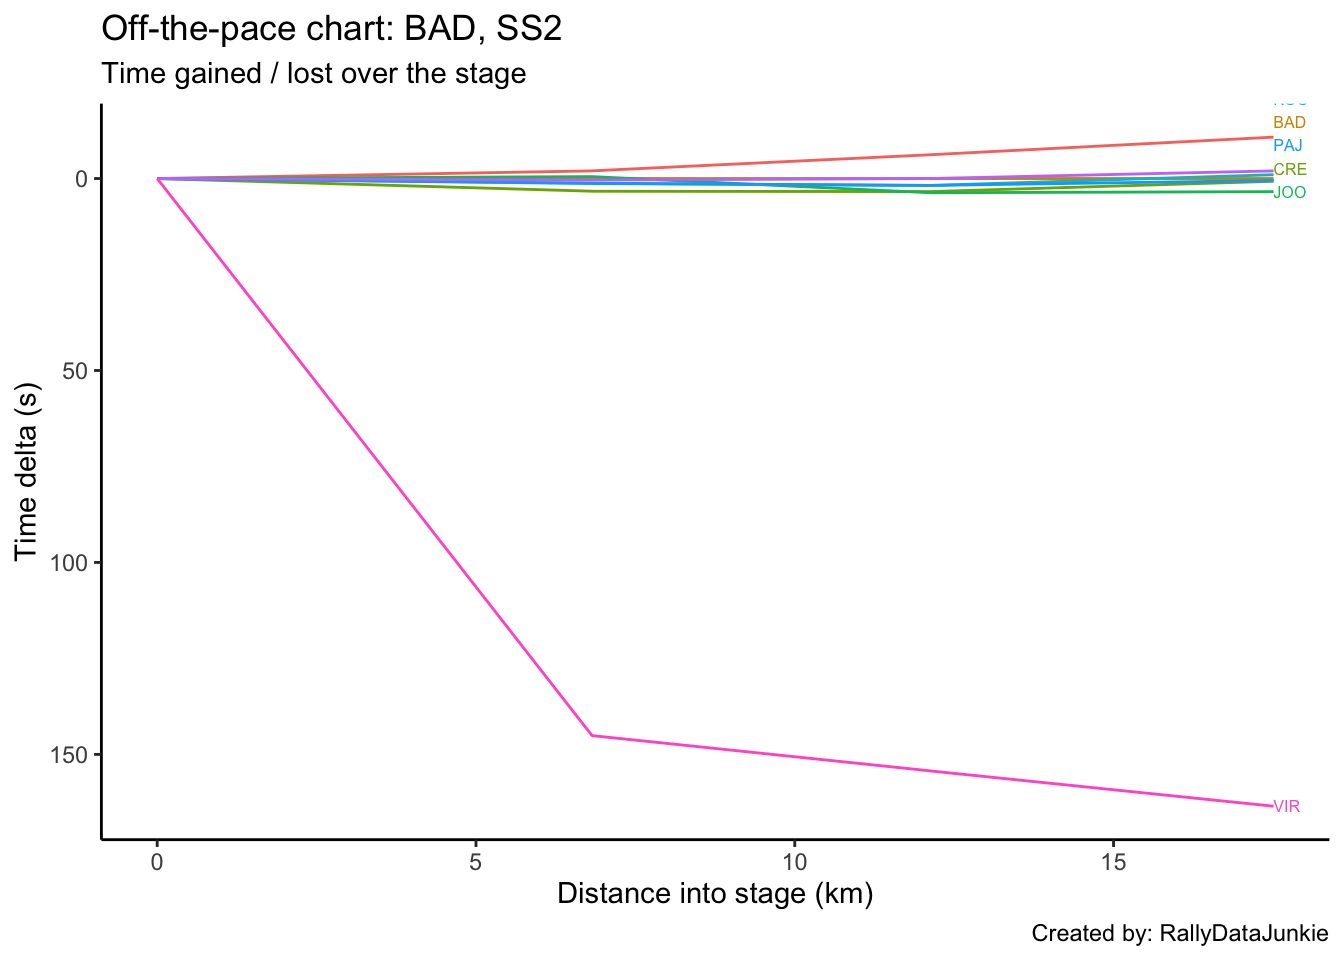 Off-the-pace chart: BAD, SS2
Time gained / lost over the stage
BAD
PAJ
CRE
JOO
VIR
0
50
100
150
Time delta (s)
0 5 10 15
Distance into stage (km)
Created by: RallyDataJunkie